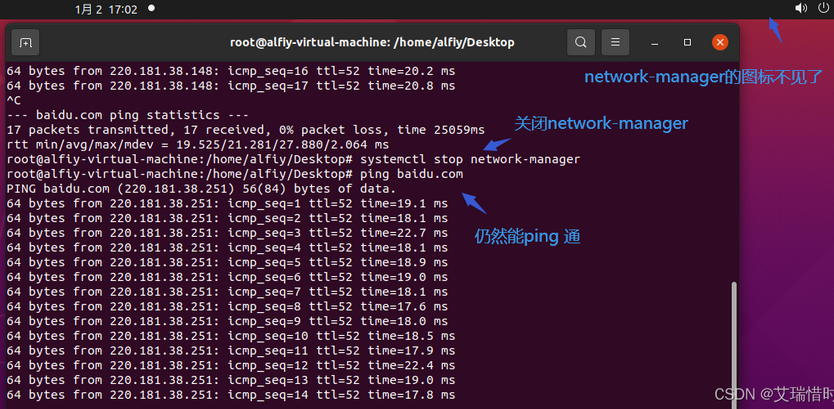 1月 2 17:02
root@alfiy-virtual-machine: /home/alfiy/Desktop
64 bytes from 220.181.38.148: icmp_seq=16 ttl=52 time=20.2 ms
64 bytes from 220.181.38.148: icmp_seq=17 ttl=52 time=20.8 ms
network-manager的图标不见了
^C
--- baidu.com ping statistics ---
17 packets transmitted, 17 received, 0% packet loss, time 25059ms
关闭network-manager
rtt min/avg/max/mdev = 19.525/21.281/27.880/2.064 ms
root@alfiy-virtual-machine:/home/alfiy/Desktop# systemctl stop network-manager
root@alfiy-virtual-machine:/home/alfiy/Desktop# ping baidu.com
PING baidu.com (220.181.38.251) 56(84) bytes of data.
64 bytes from 220.181.38.251: icmp_seq=1 ttl=52 time=19.1 ms
64 bytes from 220.181.38.251: icmp_seq=2 ttl=52 time=18.1 ms
64 bytes from 220.181.38.251: icmp_seq=3 ttl=52 time=22.7 ms
仍然能ping 通
64 bytes from 220.181.38.251: icmp_seq=4 ttl=52 time=18.1 ms
64 bytes from 220.181.38.251: icmp_seq=5 ttl=52 time=18.9 ms
64 bytes from 220.181.38.251: icmp_seq=6 ttl=52 time=19.0 ms
64 bytes from 220.181.38.251: icmp_seq=7 ttl=52 time=18.1 ms
64 bytes from 220.181.38.251: icmp_seq=8 ttl=52 time=17.6 ms
64 bytes from 220.181.38.251: icmp_seq=9 ttl=52 time=18.0 ms
64 bytes from 220.181.38.251: icmp_seq=10 ttl=52 time=18.5 ms
64 bytes from 220.181.38.251: icmp_seq=11 ttl=52 time=17.9 ms
64 bytes from 220.181.38.251: icmp_seq=12 ttl=52 time=22.4 ms
64 bytes from 220.181.38.251: icmp_seq=13 ttl=52 time=19.0 ms
64 bytes from 220.181.38.251: icmp_seq=14 ttl=52 time=17.8 ms
CSDN @艾瑞惜时